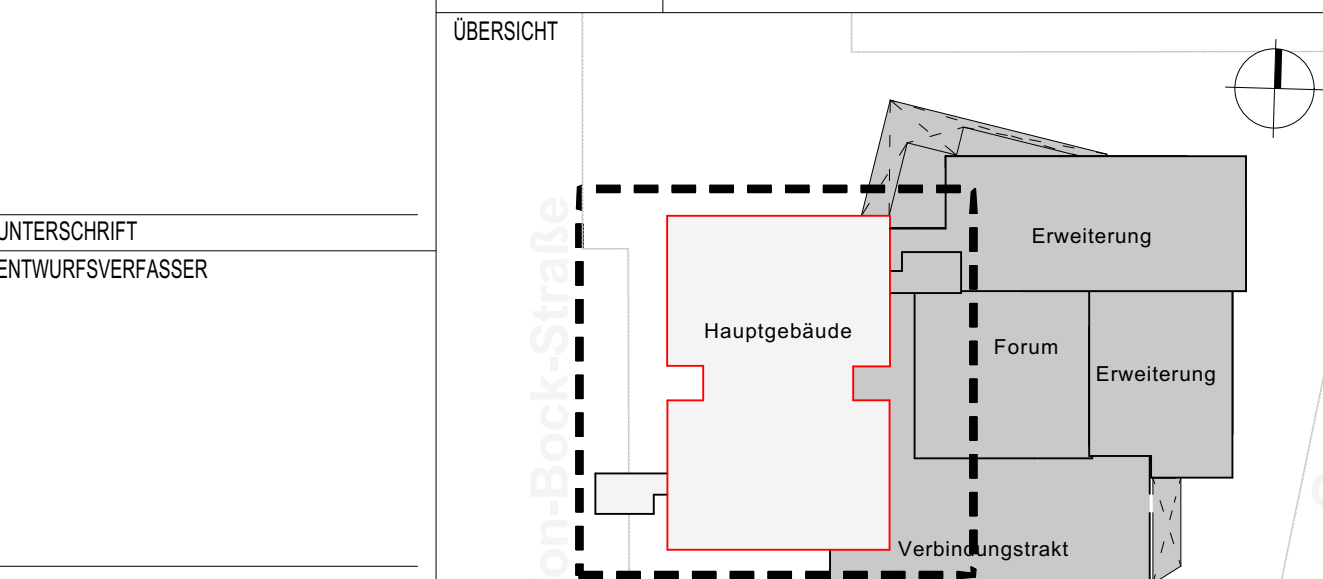 ÜBERSICHT
UNTERSCHRIFT
ENTWURFSVERFASSER
on-Bock-Straße
Erweiterung
Hauptgebäude
Forum
Erweiterung
Verbindungstrakt